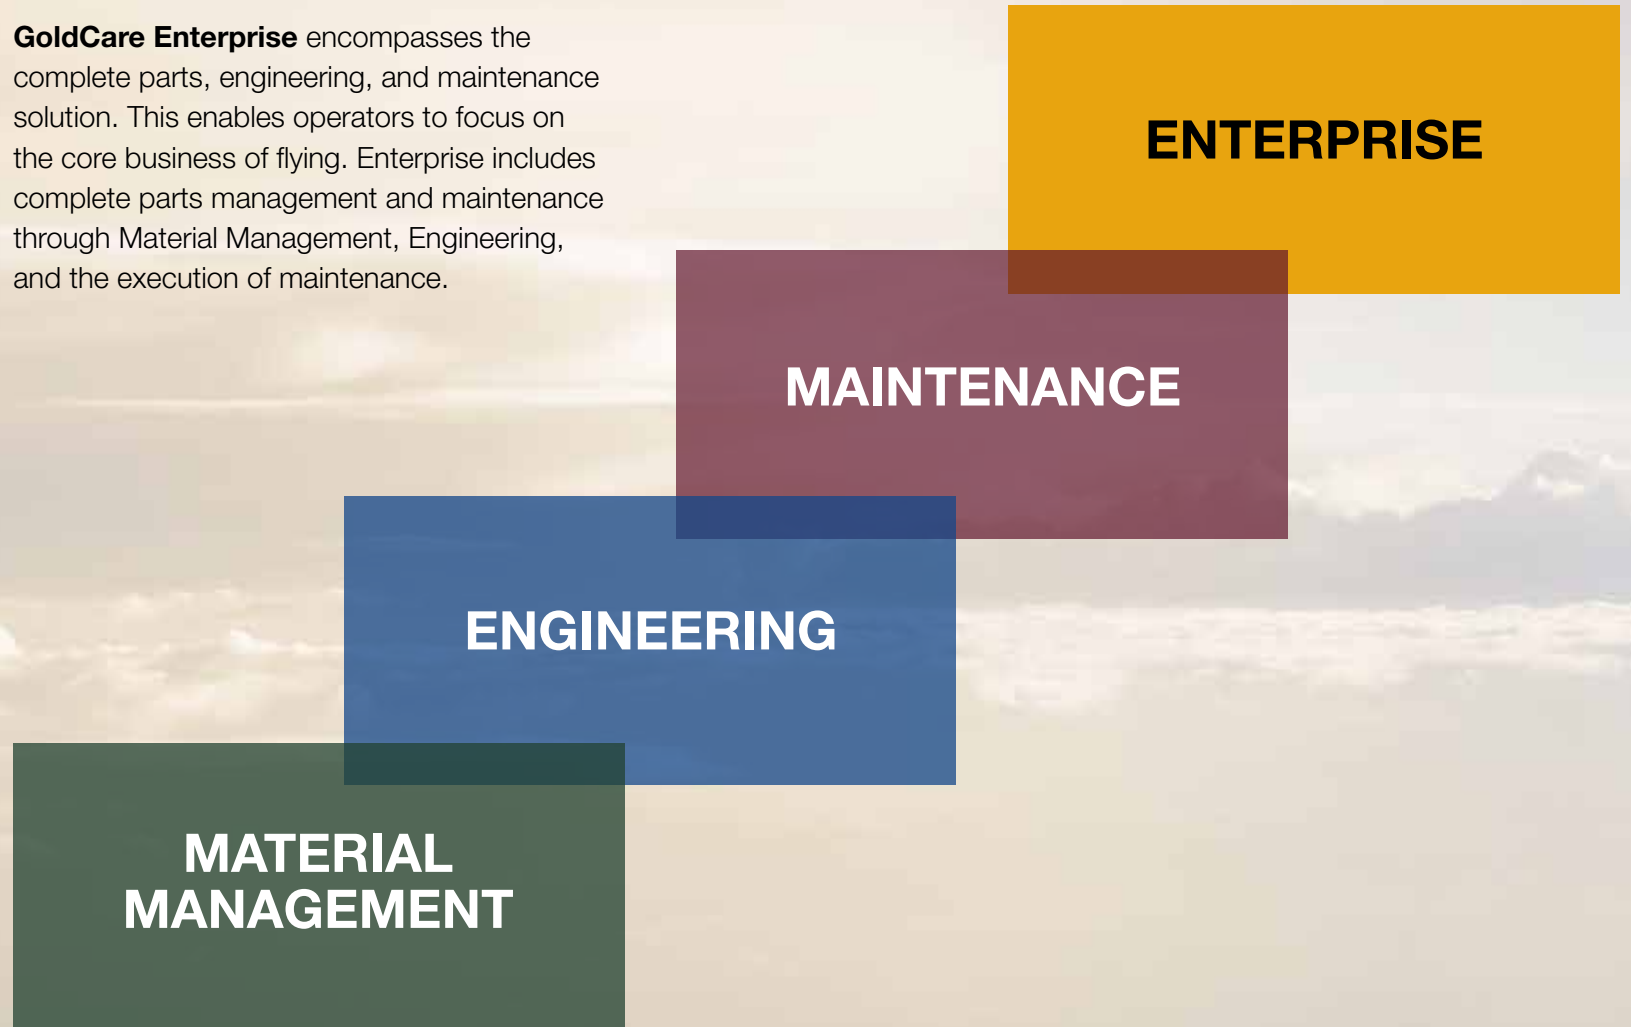 GoldCare Enterprise encompasses the
complete parts, engineering, and maintenance
solution. This enables operators to focus on
the core business of flying. Enterprise includes
complete parts management and maintenance
through Material Management, Engineering,
and the execution of maintenance.
ENTERPRISE
MAINTENANCE
ENGINEERING
MATERIAL
MANAGEMENT